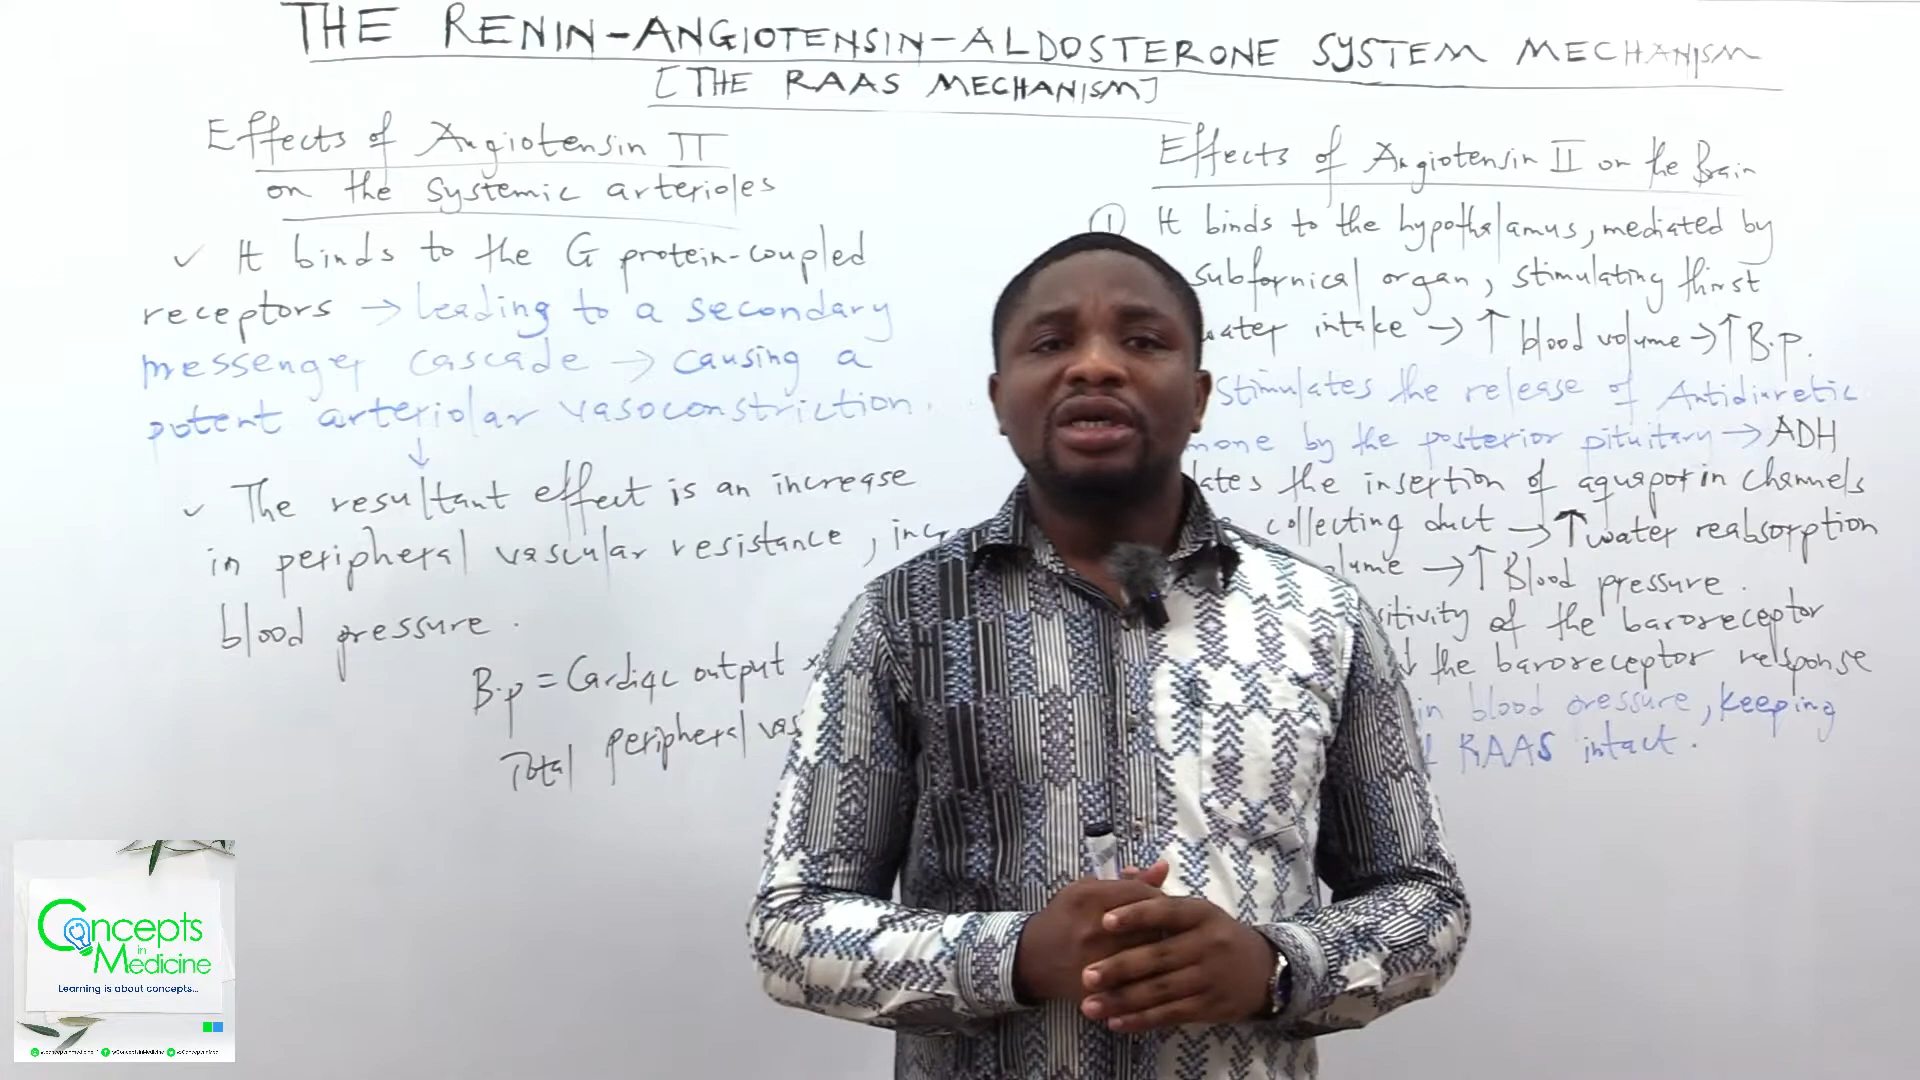 THE RENIN-ANGIOTENSIN-ALDOSTERONE SYSTEM MECHANISM
[THE RAAS MECHANISM]
Effects of Angiotensin II
on the systemic arterioles
✓ It binds to the G protein-coupled
receptors → leading to a secondary
messenger cascade → causing a
potent arteriolar vasoconstriction.
↓
✓ The resultant effect is an increase
in peripheral vascular resistance,
blood pressure.
B.p = Cardiac output ×
Total peripheral
Effects of Angiotensin II on the Brain
① It binds to the hypothalamus, mediated by
subfornical organ, stimulating thirst
water intake → ↑ blood volume → ↑ B.p.
Stimulates the release of Antidiuretic
by the posterior pituitary → ADH
the insertion of aquaporin channels
collecting duct → ↑ water reabsorption
→ ↑ Blood pressure.
of the baroreceptor
↓ the baroreceptor response
in blood pressure, keeping
RAAS intact.
Concepts
in
Medicine
Learning is about concepts...